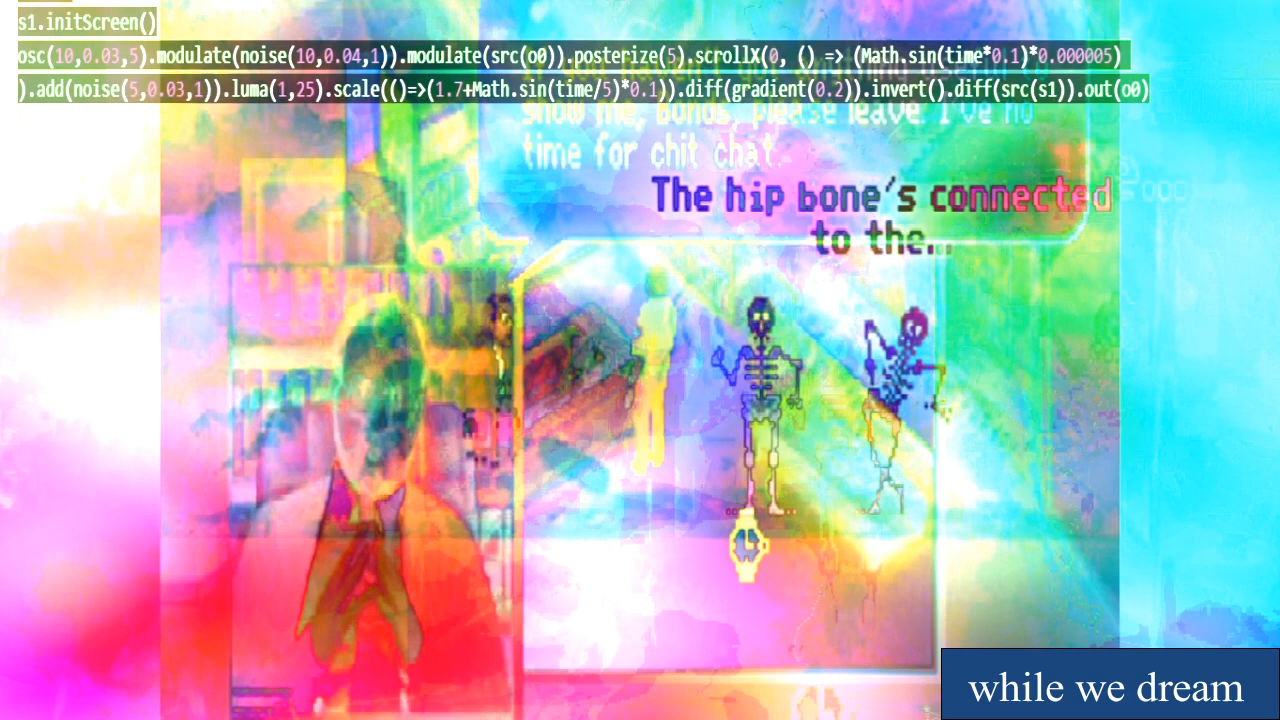 s1.initScreen()
osc(10,0.03,5).modulate(noise(10,0.04,1)).modulate(src(o0)).posterize(5).scrollX(0, () => (Math.sin(time*0.1)*0.000005)
).add(noise(5,0.03,1)).luma(1,25).scale(()=>(1.7+Math.sin(time/5)*0.1)).diff(gradient(0.2)).invert().diff(src(s1)).out(o0)
show me, Bonds, please leave. I've no
time for chit chat.
The hip bone's connected
to the...
while we dream